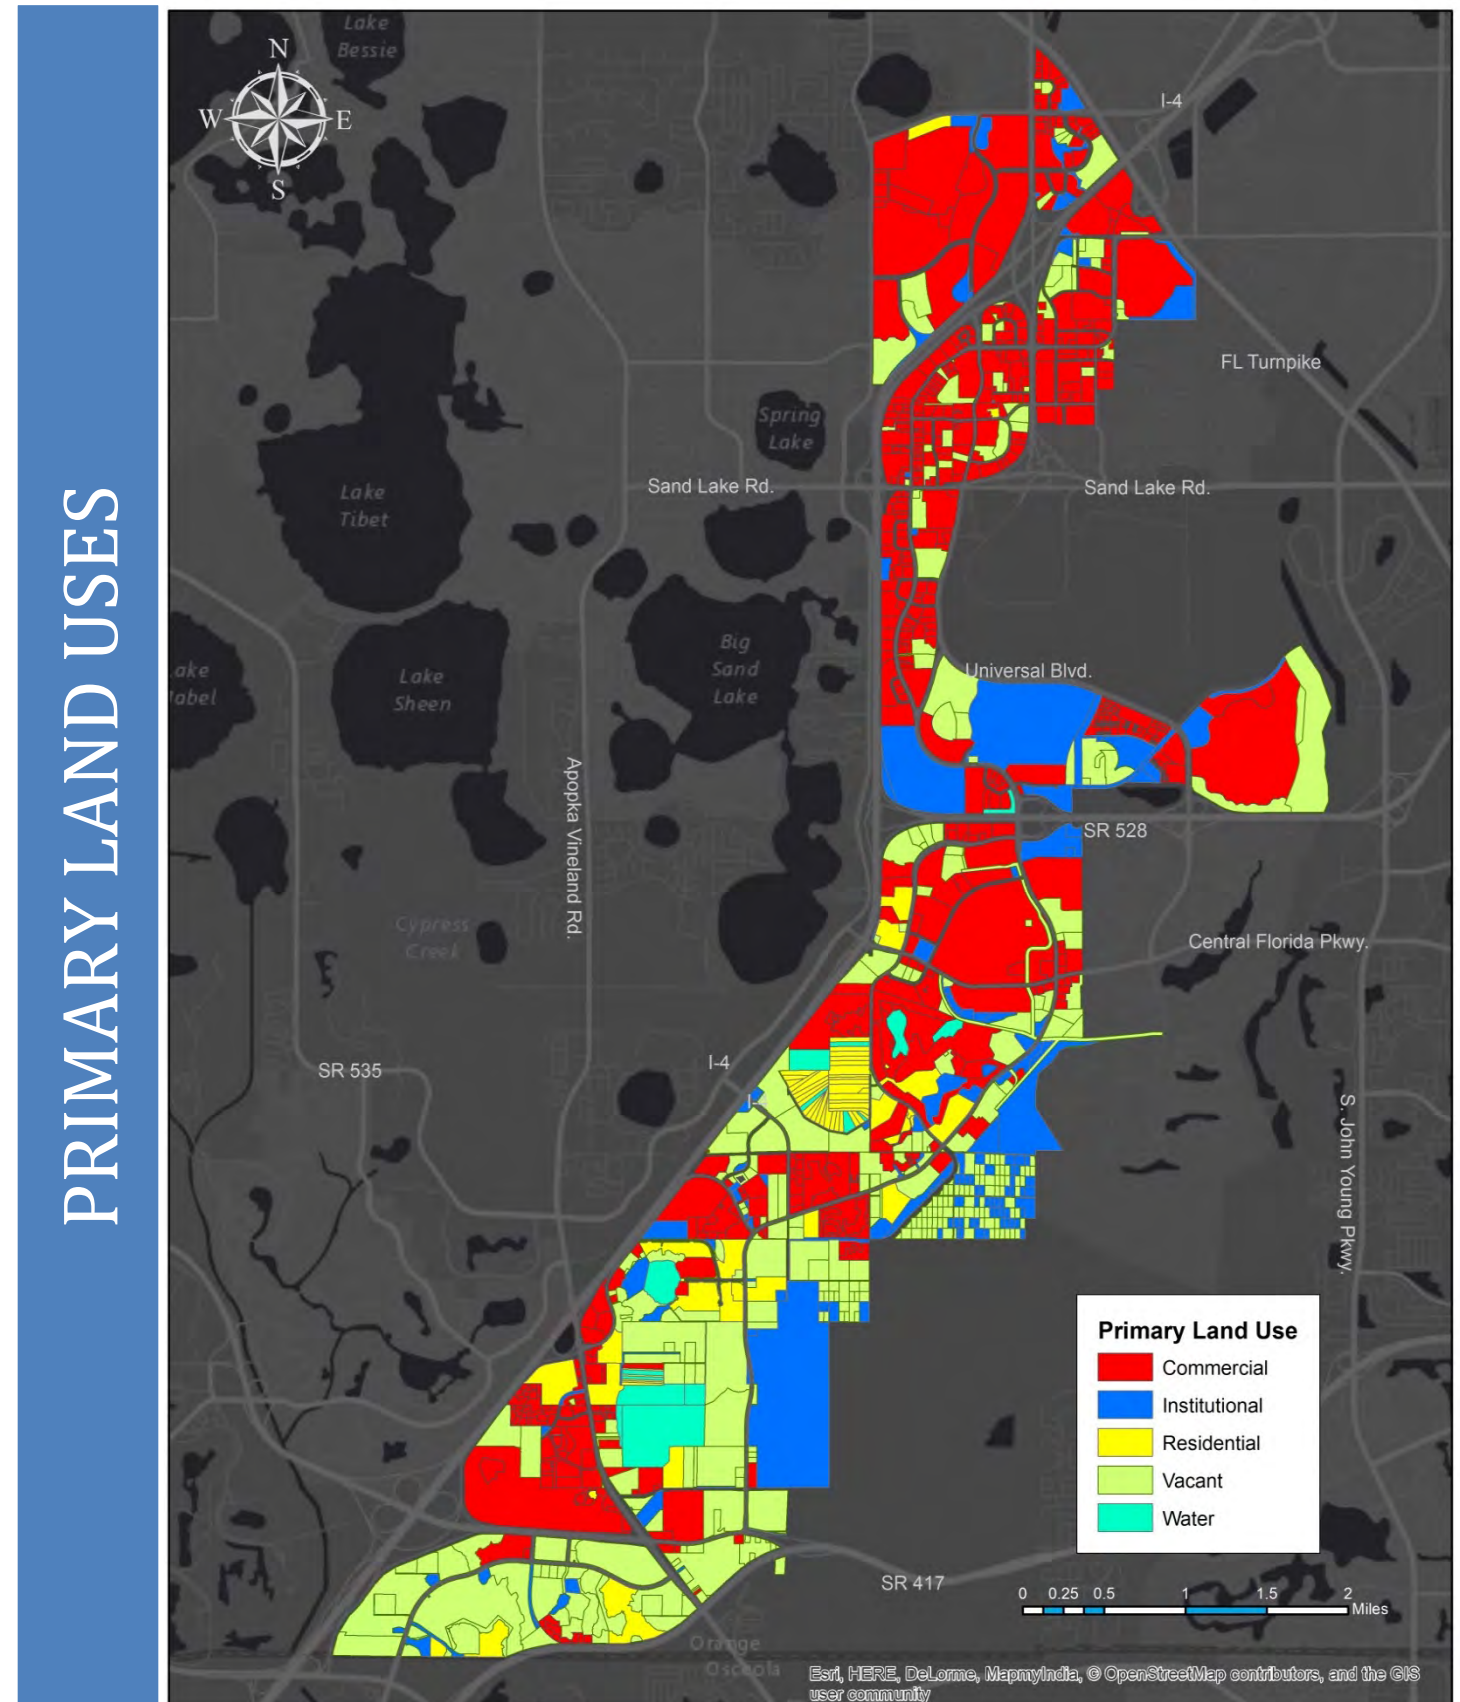 PRIMARY LAND USES
Lake
Bessie
N
W
E
S
I-4
FL Turnpike
Spring
Lake
Sand Lake Rd.
Sand Lake Rd.
Lake
Tibet
Universal Blvd.
Big
Sand
Lake
Lake
Sheen
Apopka Vineland Rd.
SR 528
Cypress
Creek
Central Florida Pkwy.
I-4
SR 535
I-4
S. John Young Pkwy.
Primary Land Use
Commercial
Institutional
Residential
Vacant
Water
SR 417
0 0.25 0.5 1 1.5 2
Miles
Orange
Osceola
Esri, HERE, DeLorme, MapmyIndia, © OpenStreetMap contributors, and the GIS
user community